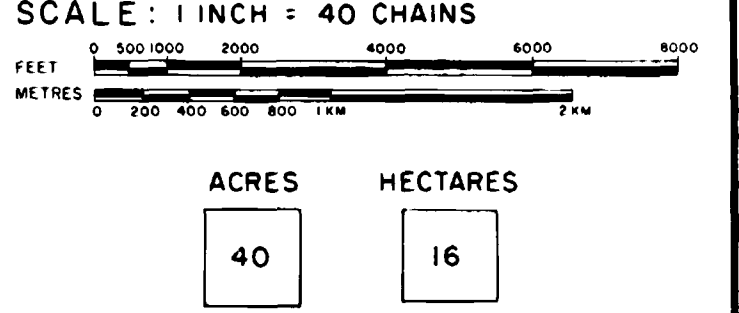 SCALE: 1 INCH = 40 CHAINS
0 500 1000 2000 4000 6000 8000
FEET
METRES
0 200 400 600 800 1 KM 2 KM
ACRES HECTARES
40 16